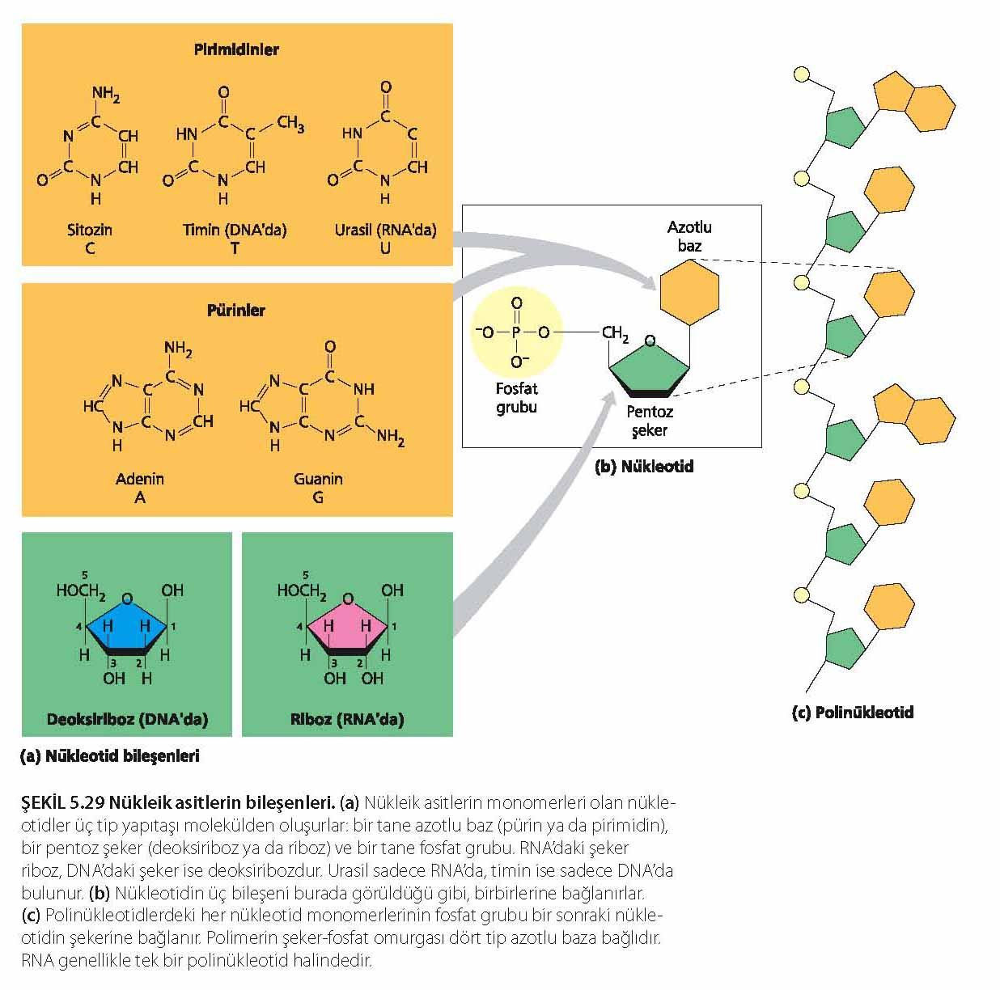 Pirimidinler
NH2
N
C
CH
CH
C
O
N
H
Sitozin
C
O
C
HN
C
CH3
C
CH
O
N
H
Timin (DNA'da)
T
O
C
HN
C
C
CH
O
N
H
Urasil (RNA'da)
U
Pürinler
NH2
C
N
C
N
HC
C
CH
N
N
H
Adenin
A
O
C
N
C
NH
HC
C
C
N
N
NH2
H
Guanin
G
5
HOCH2
O
OH
4
H
H
1
H
3
2
H
OH
H
Deoksiriboz (DNA'da)
5
HOCH2
O
OH
4
H
H
1
H
3
2
H
OH
OH
Riboz (RNA'da)
(a) Nükleotid bileşenleri
Azotlu
baz
O
–O–P–O
O–
CH2
O
Fosfat
grubu
Pentoz
şeker
(b) Nükleotid
(c) Polinükleotid
ŞEKİL 5.29 Nükleik asitlerin bileşenleri. (a) Nükleik asitlerin monomerleri olan nükle-
otidler üç tip yapıtaşı molekülden oluşurlar: bir tane azotlu baz (pürin ya da pirimidin),
bir pentoz şeker (deoksiriboz ya da riboz) ve bir tane fosfat grubu. RNA’daki şeker
riboz, DNA’daki şeker ise deoksiribozdur. Urasil sadece RNA’da, timin ise sadece DNA’da
bulunur. (b) Nükleotidin üç bileşeni burada görüldüğü gibi, birbirlerine bağlanırlar.
(c) Polinükleotidlerdeki her nükleotid monomerlerinin fosfat grubu bir sonraki nükle-
otidin şekerine bağlanır. Polimerin şeker-fosfat omurgası dört tip azotlu baza bağlıdır.
RNA genellikle tek bir polinükleotid halindedir.